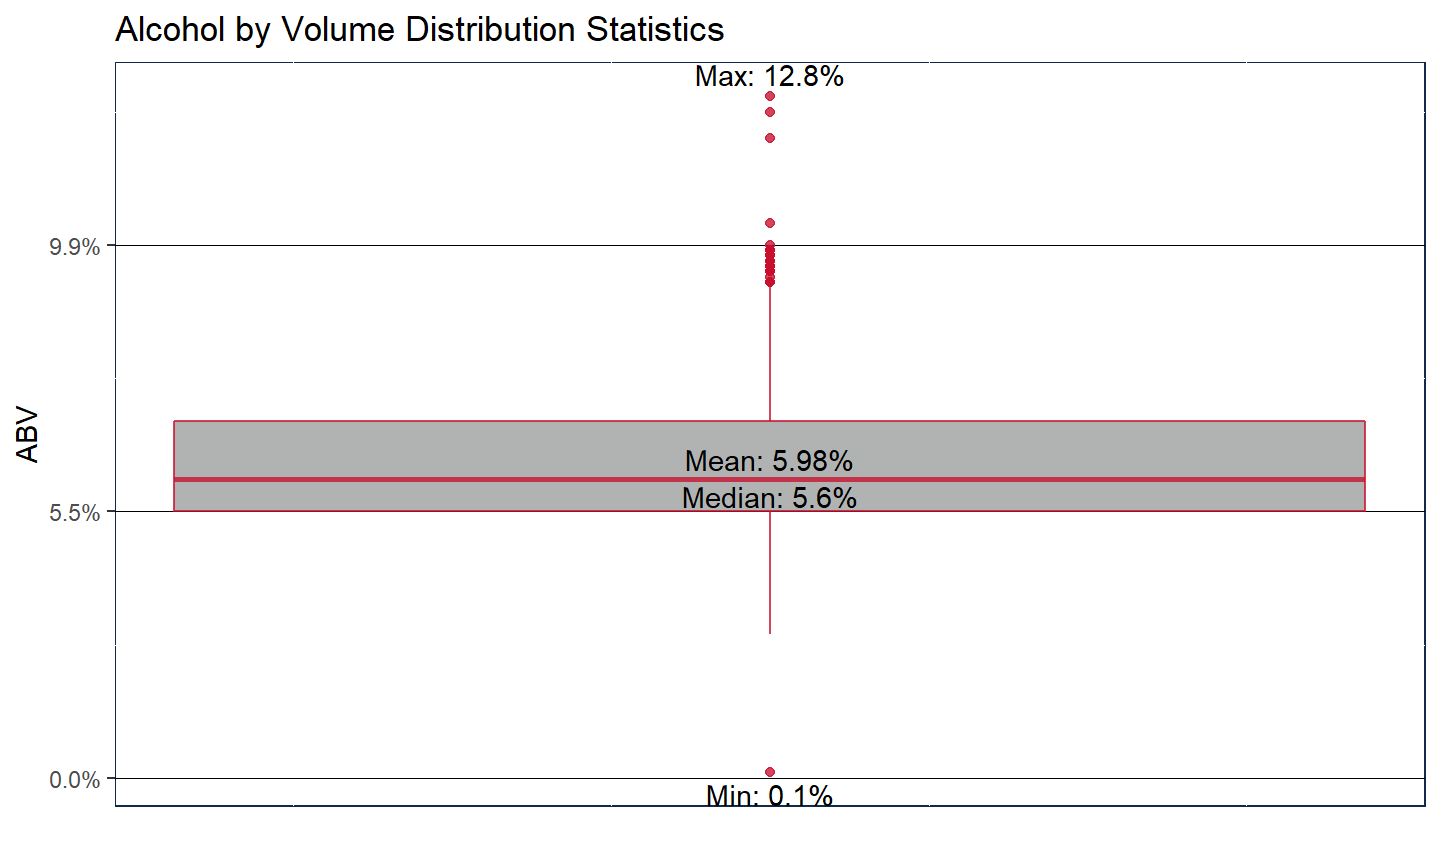 Alcohol by Volume Distribution Statistics
Max: 12.8%
9.9%
ABV
Mean: 5.98%
Median: 5.6%
5.5%
0.0%
Min: 0.1%